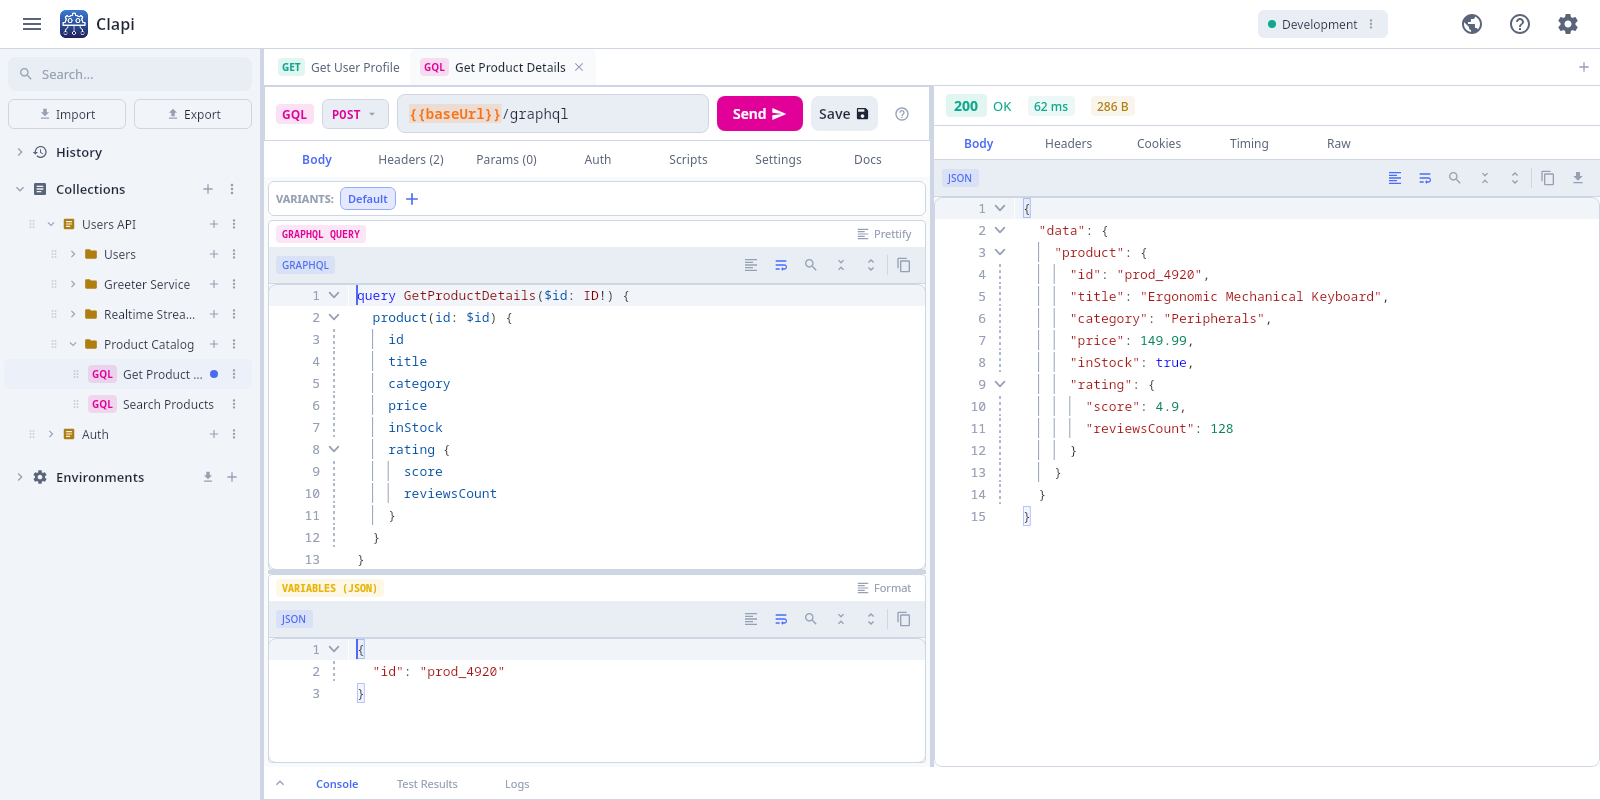 Clapi
Development
Search...
Import
Export
History
Collections
Users API
Users
Greeter Service
Realtime Strea...
Product Catalog
GQL Get Product ...
GQL Search Products
Auth
Environments
GET Get User Profile
GQL Get Product Details
GQL POST {{baseUrl}}/graphql Send Save
Body Headers (2) Params (0) Auth Scripts Settings Docs
VARIANTS: Default
GRAPHQL QUERY Prettify
GRAPHQL
1 query GetProductDetails($id: ID!) {
2 product(id: $id) {
3 id
4 title
5 category
6 price
7 inStock
8 rating {
9 score
10 reviewsCount
11 }
12 }
13 }
VARIABLES (JSON) Format
JSON
1 {
2 "id": "prod_4920"
3 }
Console Test Results Logs
200 OK 62 ms 286 B
Body Headers Cookies Timing Raw
JSON
1 {
2 "data": {
3 "product": {
4 "id": "prod_4920",
5 "title": "Ergonomic Mechanical Keyboard",
6 "category": "Peripherals",
7 "price": 149.99,
8 "inStock": true,
9 "rating": {
10 "score": 4.9,
11 "reviewsCount": 128
12 }
13 }
14 }
15 }